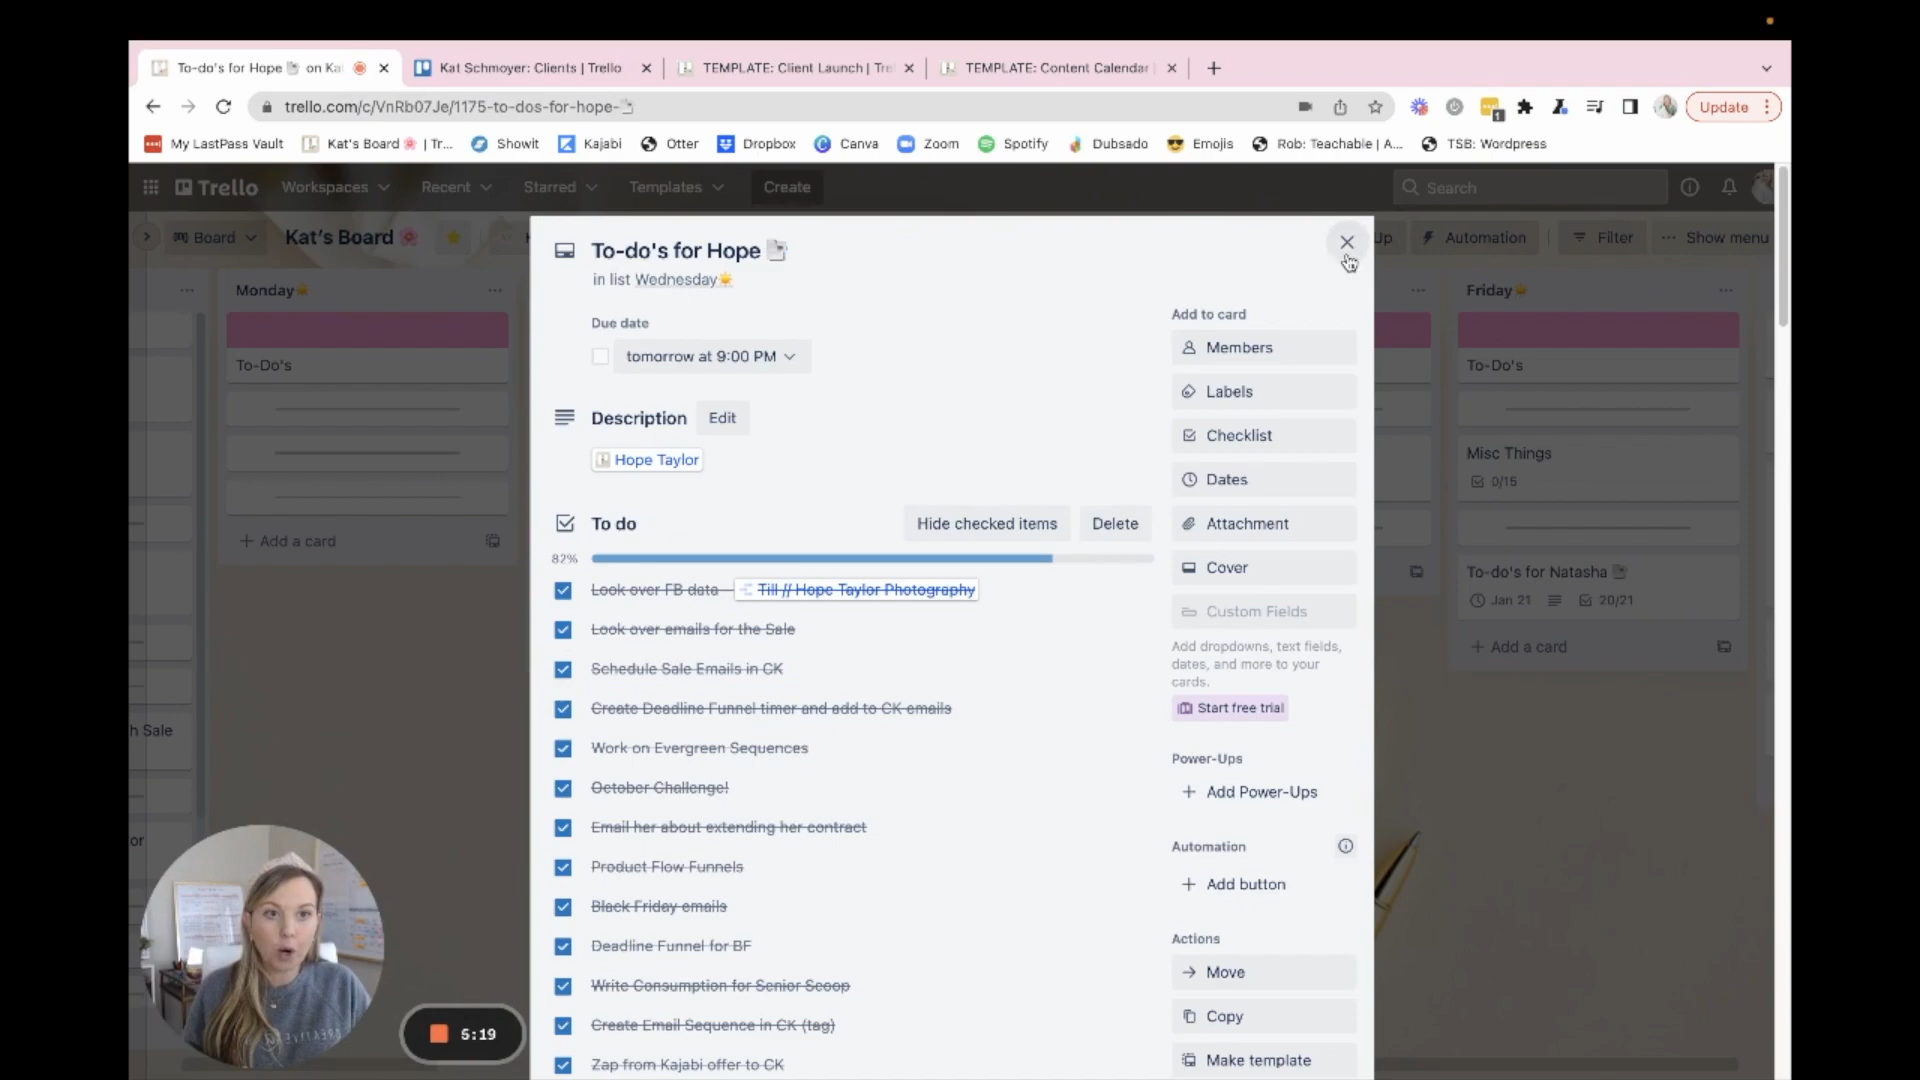 To-do's for Hope on Ka
Kat Schmoyer: Clients | Trello
TEMPLATE: Client Launch | Tre
TEMPLATE: Content Calendar
trello.com/c/VnRb07Je/1175-to-dos-for-hope-
1
Update
My LastPass Vault
Kat's Board 🌸 | Tr...
Showit
Kajabi
Otter
Dropbox
Canva
Zoom
Spotify
Dubsado
Emojis
Rob: Teachable | A...
TSB: Wordpress
Trello
Workspaces
Recent
Starred
Templates
Create
Search
Board
Kat's Board 🌸
Up
Automation
Filter
... Show menu
Monday☀️
To-Do's
+ Add a card
h Sale
or
To-do's for Hope
in list Wednesday☀️
Due date
tomorrow at 9:00 PM
Description
Edit
Hope Taylor
To do
Hide checked items
Delete
82%
Look over FB data – Till // Hope Taylor Photography
Look over emails for the Sale
Schedule Sale Emails in CK
Create Deadline Funnel timer and add to CK emails
Work on Evergreen Sequences
October Challenge!
Email her about extending her contract
Product Flow Funnels
Black Friday emails
Deadline Funnel for BF
Write Consumption for Senior Scoop
Create Email Sequence in CK (tag)
Zap from Kajabi offer to CK
Add to card
Members
Labels
Checklist
Dates
Attachment
Cover
Custom Fields
Add dropdowns, text fields,
dates, and more to your
cards.
Start free trial
Power-Ups
+ Add Power-Ups
Automation
+ Add button
Actions
Move
Copy
Make template
Friday☀️
To-Do's
Misc Things
0/15
To-do's for Natasha
Jan 21
20/21
+ Add a card
5:19